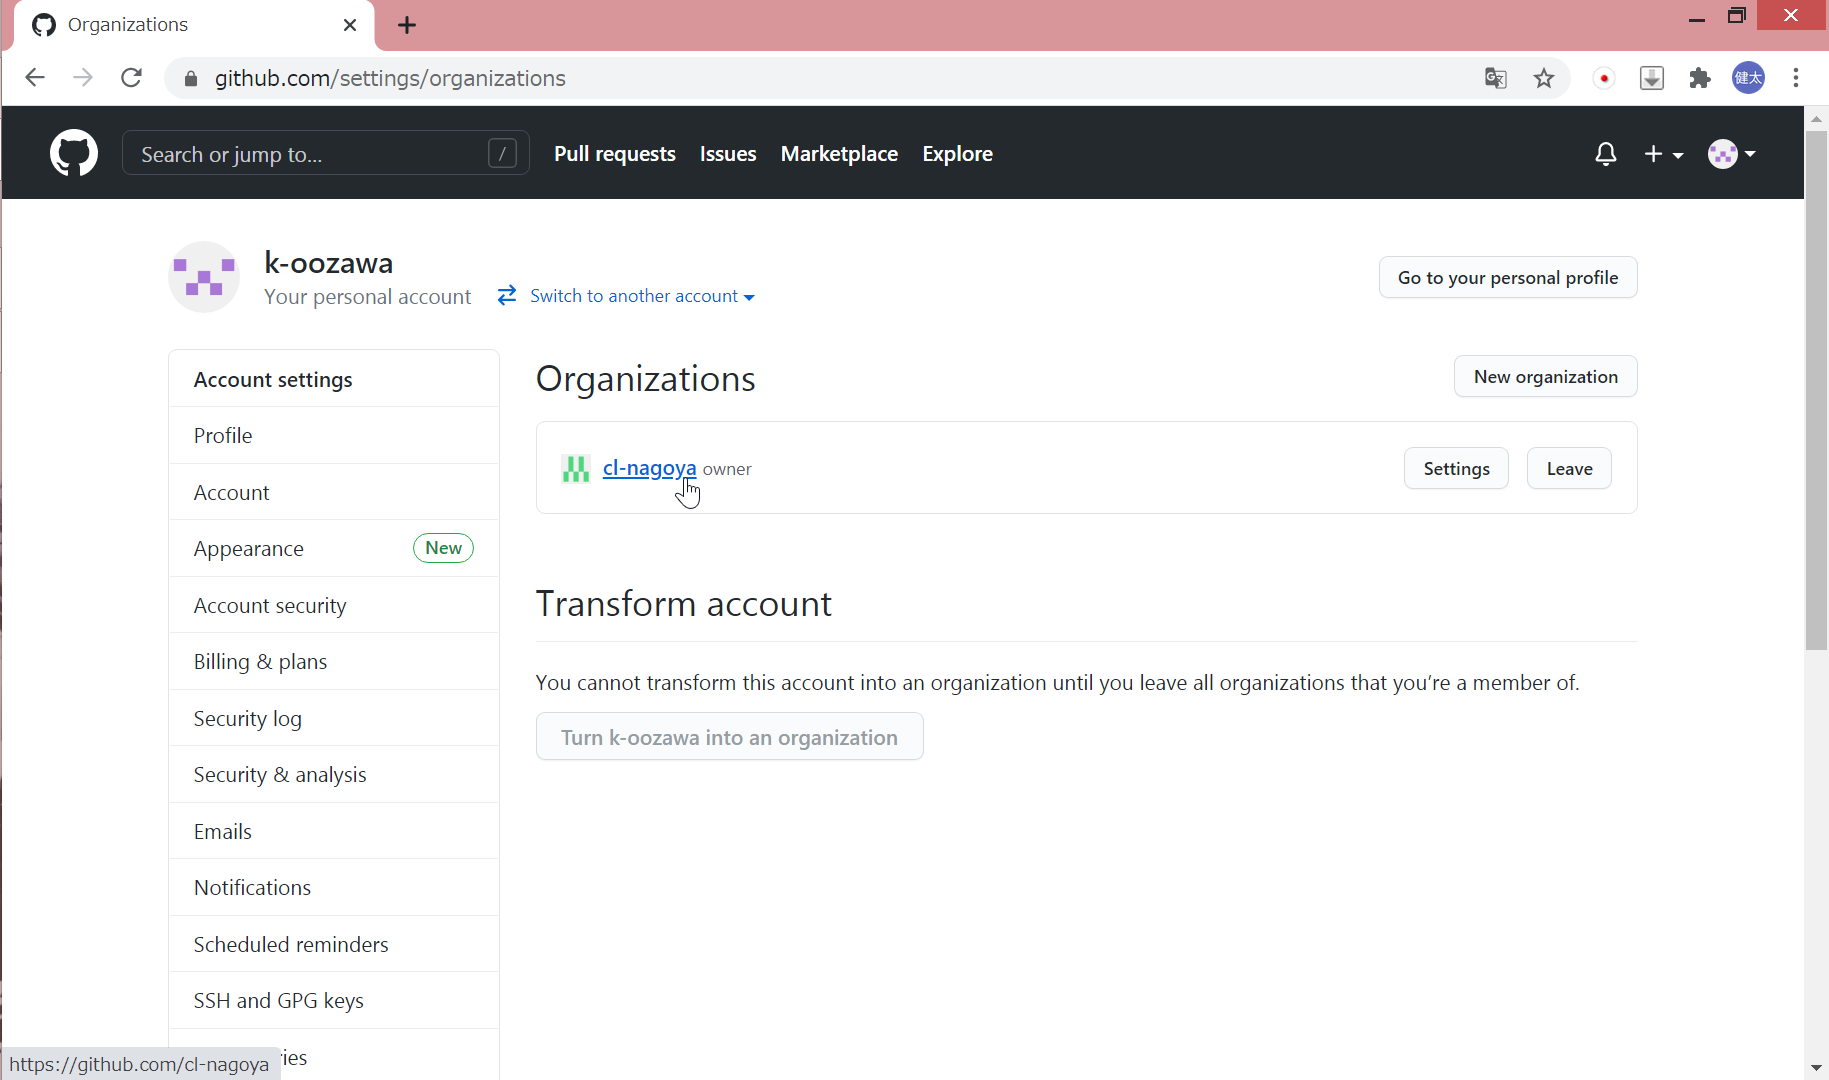 Organizations
github.com/settings/organizations
健太
Search or jump to...
/
Pull requests
Issues
Marketplace
Explore
k-oozawa
Your personal account
Switch to another account
Go to your personal profile
Account settings
Profile
Account
Appearance
New
Account security
Billing & plans
Security log
Security & analysis
Emails
Notifications
Scheduled reminders
SSH and GPG keys
ries
Organizations
New organization
cl-nagoya owner
Settings
Leave
Transform account
You cannot transform this account into an organization until you leave all organizations that you’re a member of.
Turn k-oozawa into an organization
https://github.com/cl-nagoya